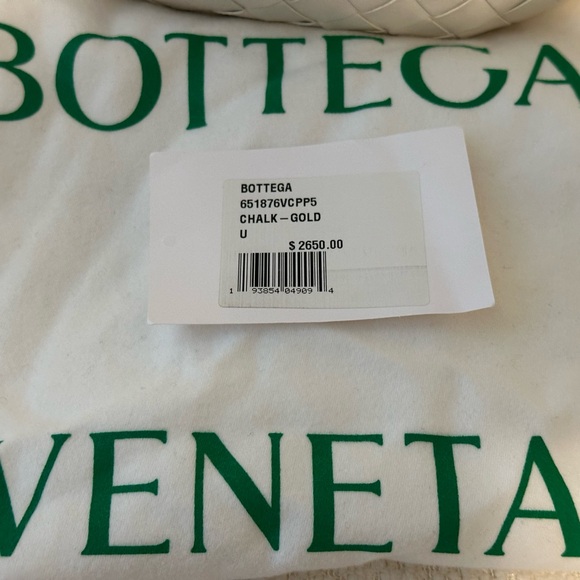 BOTTEGA
BOTTEGA
651876VCPP5
CHALK – GOLD
U
$ 2650.00
1 93854 04909 4
VENETA